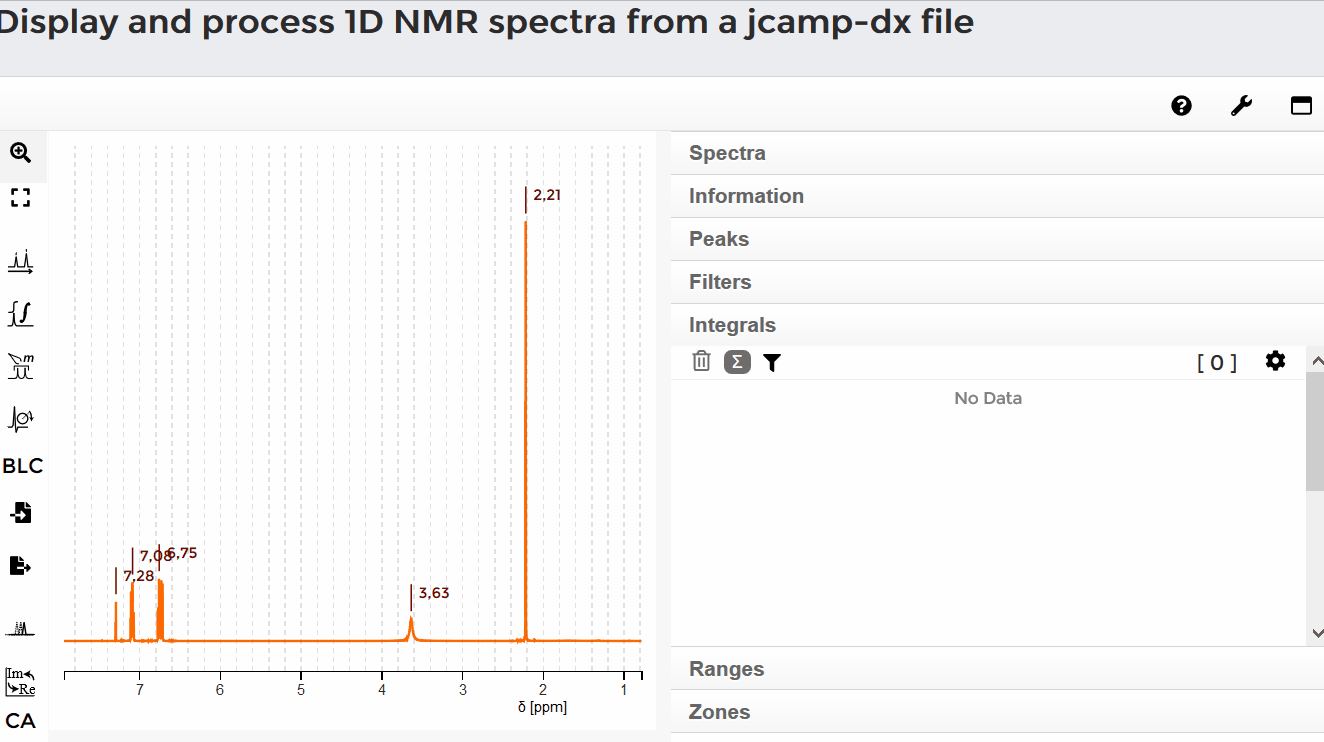 Display and process 1D NMR spectra from a jcamp-dx file
Spectra
Information
Peaks
Filters
Integrals
Σ
[ 0 ]
No Data
Ranges
Zones
m
BLC
Im
Re
CA
2,21
7,08
6,75
7,28
3,63
7 6 5 4 3 2 1
δ [ppm]